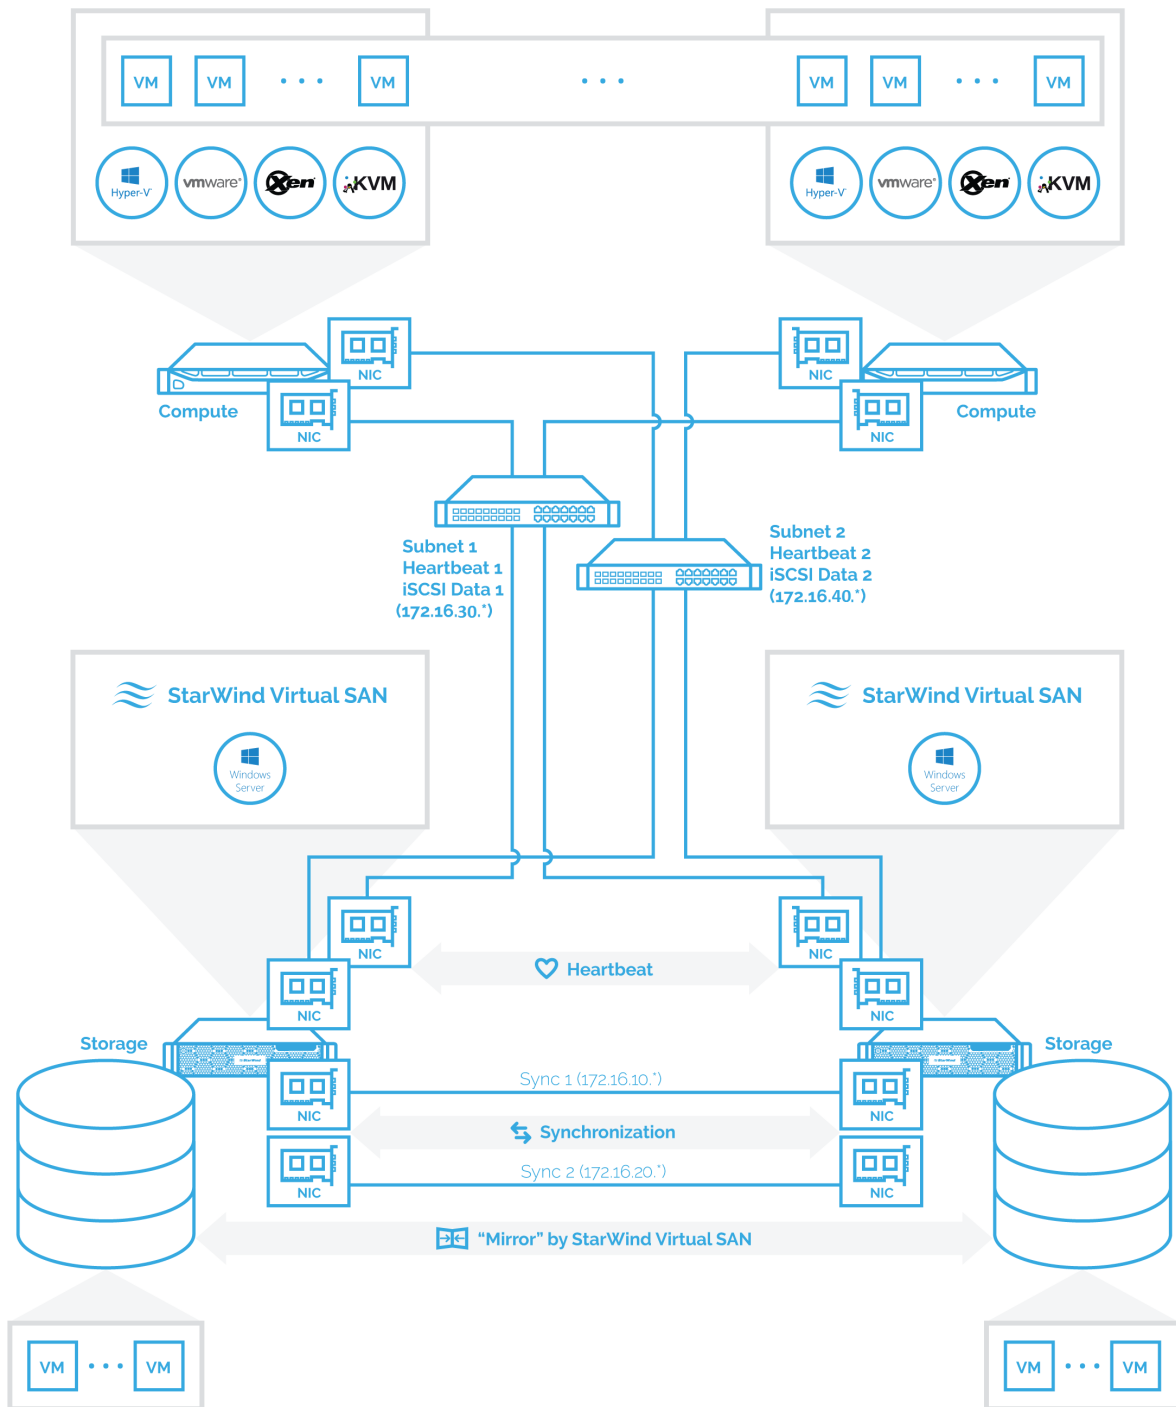 VM VM ... VM ... VM VM ... VM
Hyper-V vmware® Xen KVM Hyper-V vmware® Xen KVM
NIC NIC
Compute Compute
NIC NIC
Subnet 1
Heartbeat 1
iSCSI Data 1
(172.16.30.*)
Subnet 2
Heartbeat 2
iSCSI Data 2
(172.16.40.*)
StarWind Virtual SAN StarWind Virtual SAN
Windows Windows
Server Server
NIC NIC
Heartbeat
NIC NIC
Storage Storage
StarWind StarWind
Sync 1 (172.16.10.*)
NIC NIC
Synchronization
Sync 2 (172.16.20.*)
NIC NIC
“Mirror” by StarWind Virtual SAN
VM ... VM VM ... VM